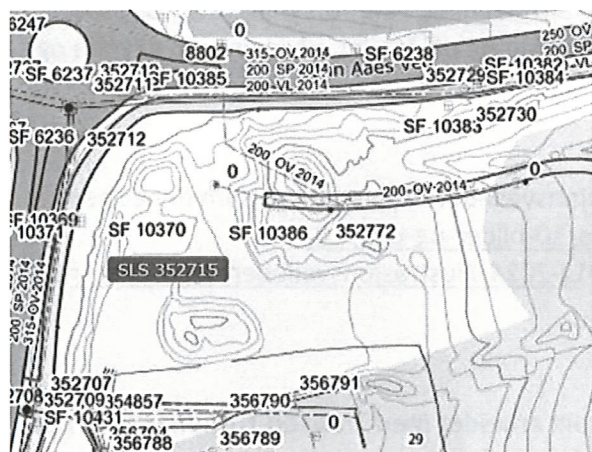 6247
0
8802
315-OV-2014
SF 6238
250-OV
200 SP
SF 6237
352711
SF 10385
200 SP 2014
200-VL 2014
352729
SF 10382
SF 10384
SF 6236
352712
352730
0
200 OV 2014
200-OV-2014
0
SF 10369
10371
SF 10370
SF 10386
352772
SLS 352715
200 SP 2014
315-OV-2014
352707
356791
352709
354857
356790
SF 10431
0
356788
356789
29